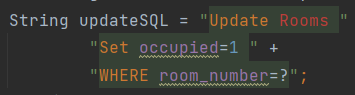 String updateSQL = "Update Rooms "
"Set occupied=1 " +
"WHERE room_number=?";